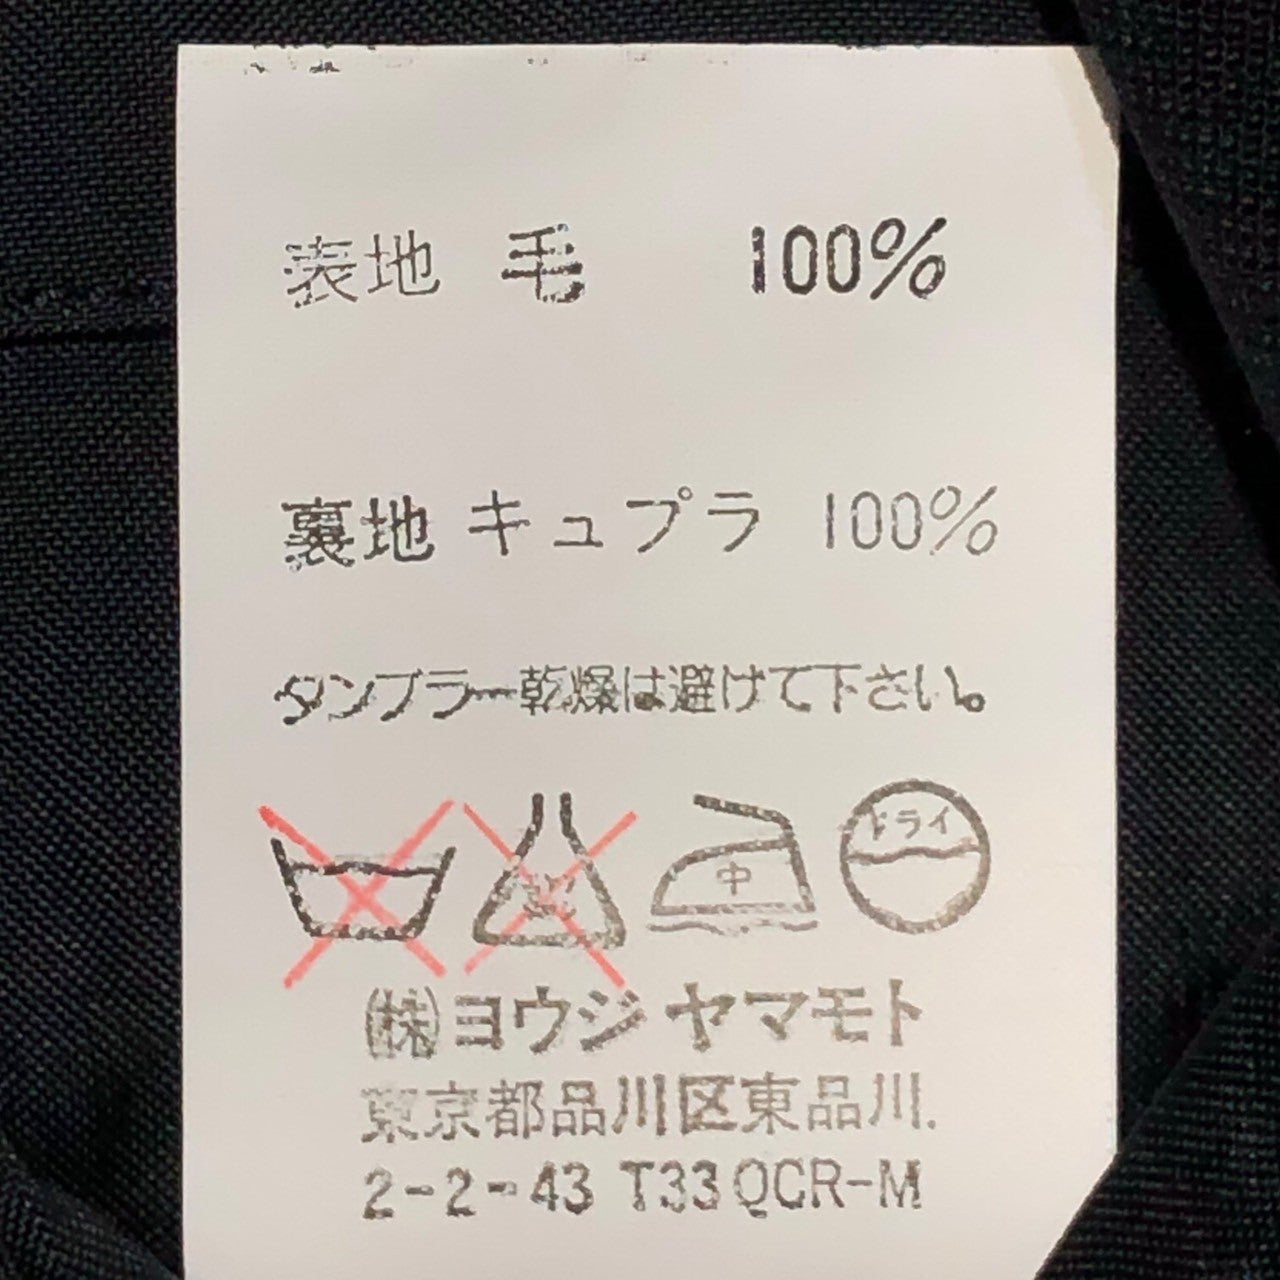 表地 毛 100%
裏地 キュプラ 100%
タンブラー乾燥は避けて下さい。
中 ドライ
㈱ヨウジ ヤマモト
東京都品川区東品川.
2-2-43 T33 QCR-M